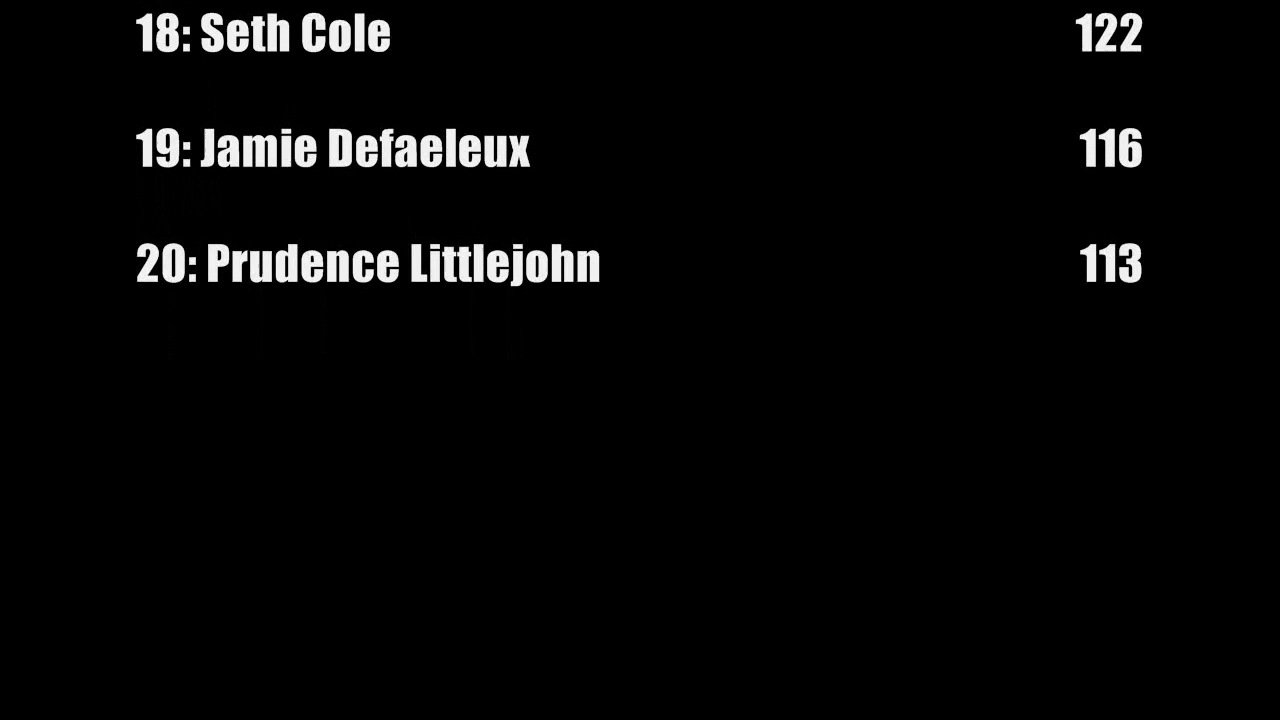 18: Seth Cole 122
19: Jamie Defaeleux 116
20: Prudence Littlejohn 113